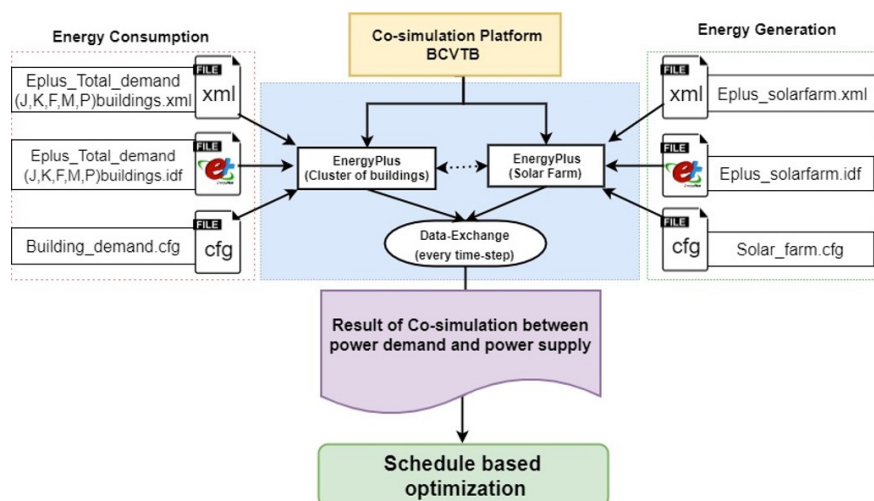 Energy Consumption
Co-simulation Platform
BCVTB
Energy Generation
Eplus_Total_demand
(J,K,F,M,P)buildings.xml
FILE
xml
FILE
xml
Eplus_solarfarm.xml
Eplus_Total_demand
(J,K,F,M,P)buildings.idf
FILE
EnergyPlus
(Cluster of buildings)
EnergyPlus
(Solar Farm)
FILE
Eplus_solarfarm.idf
Building_demand.cfg
FILE
cfg
Data-Exchange
(every time-step)
FILE
cfg
Solar_farm.cfg
Result of Co-simulation between
power demand and power supply
Schedule based
optimization